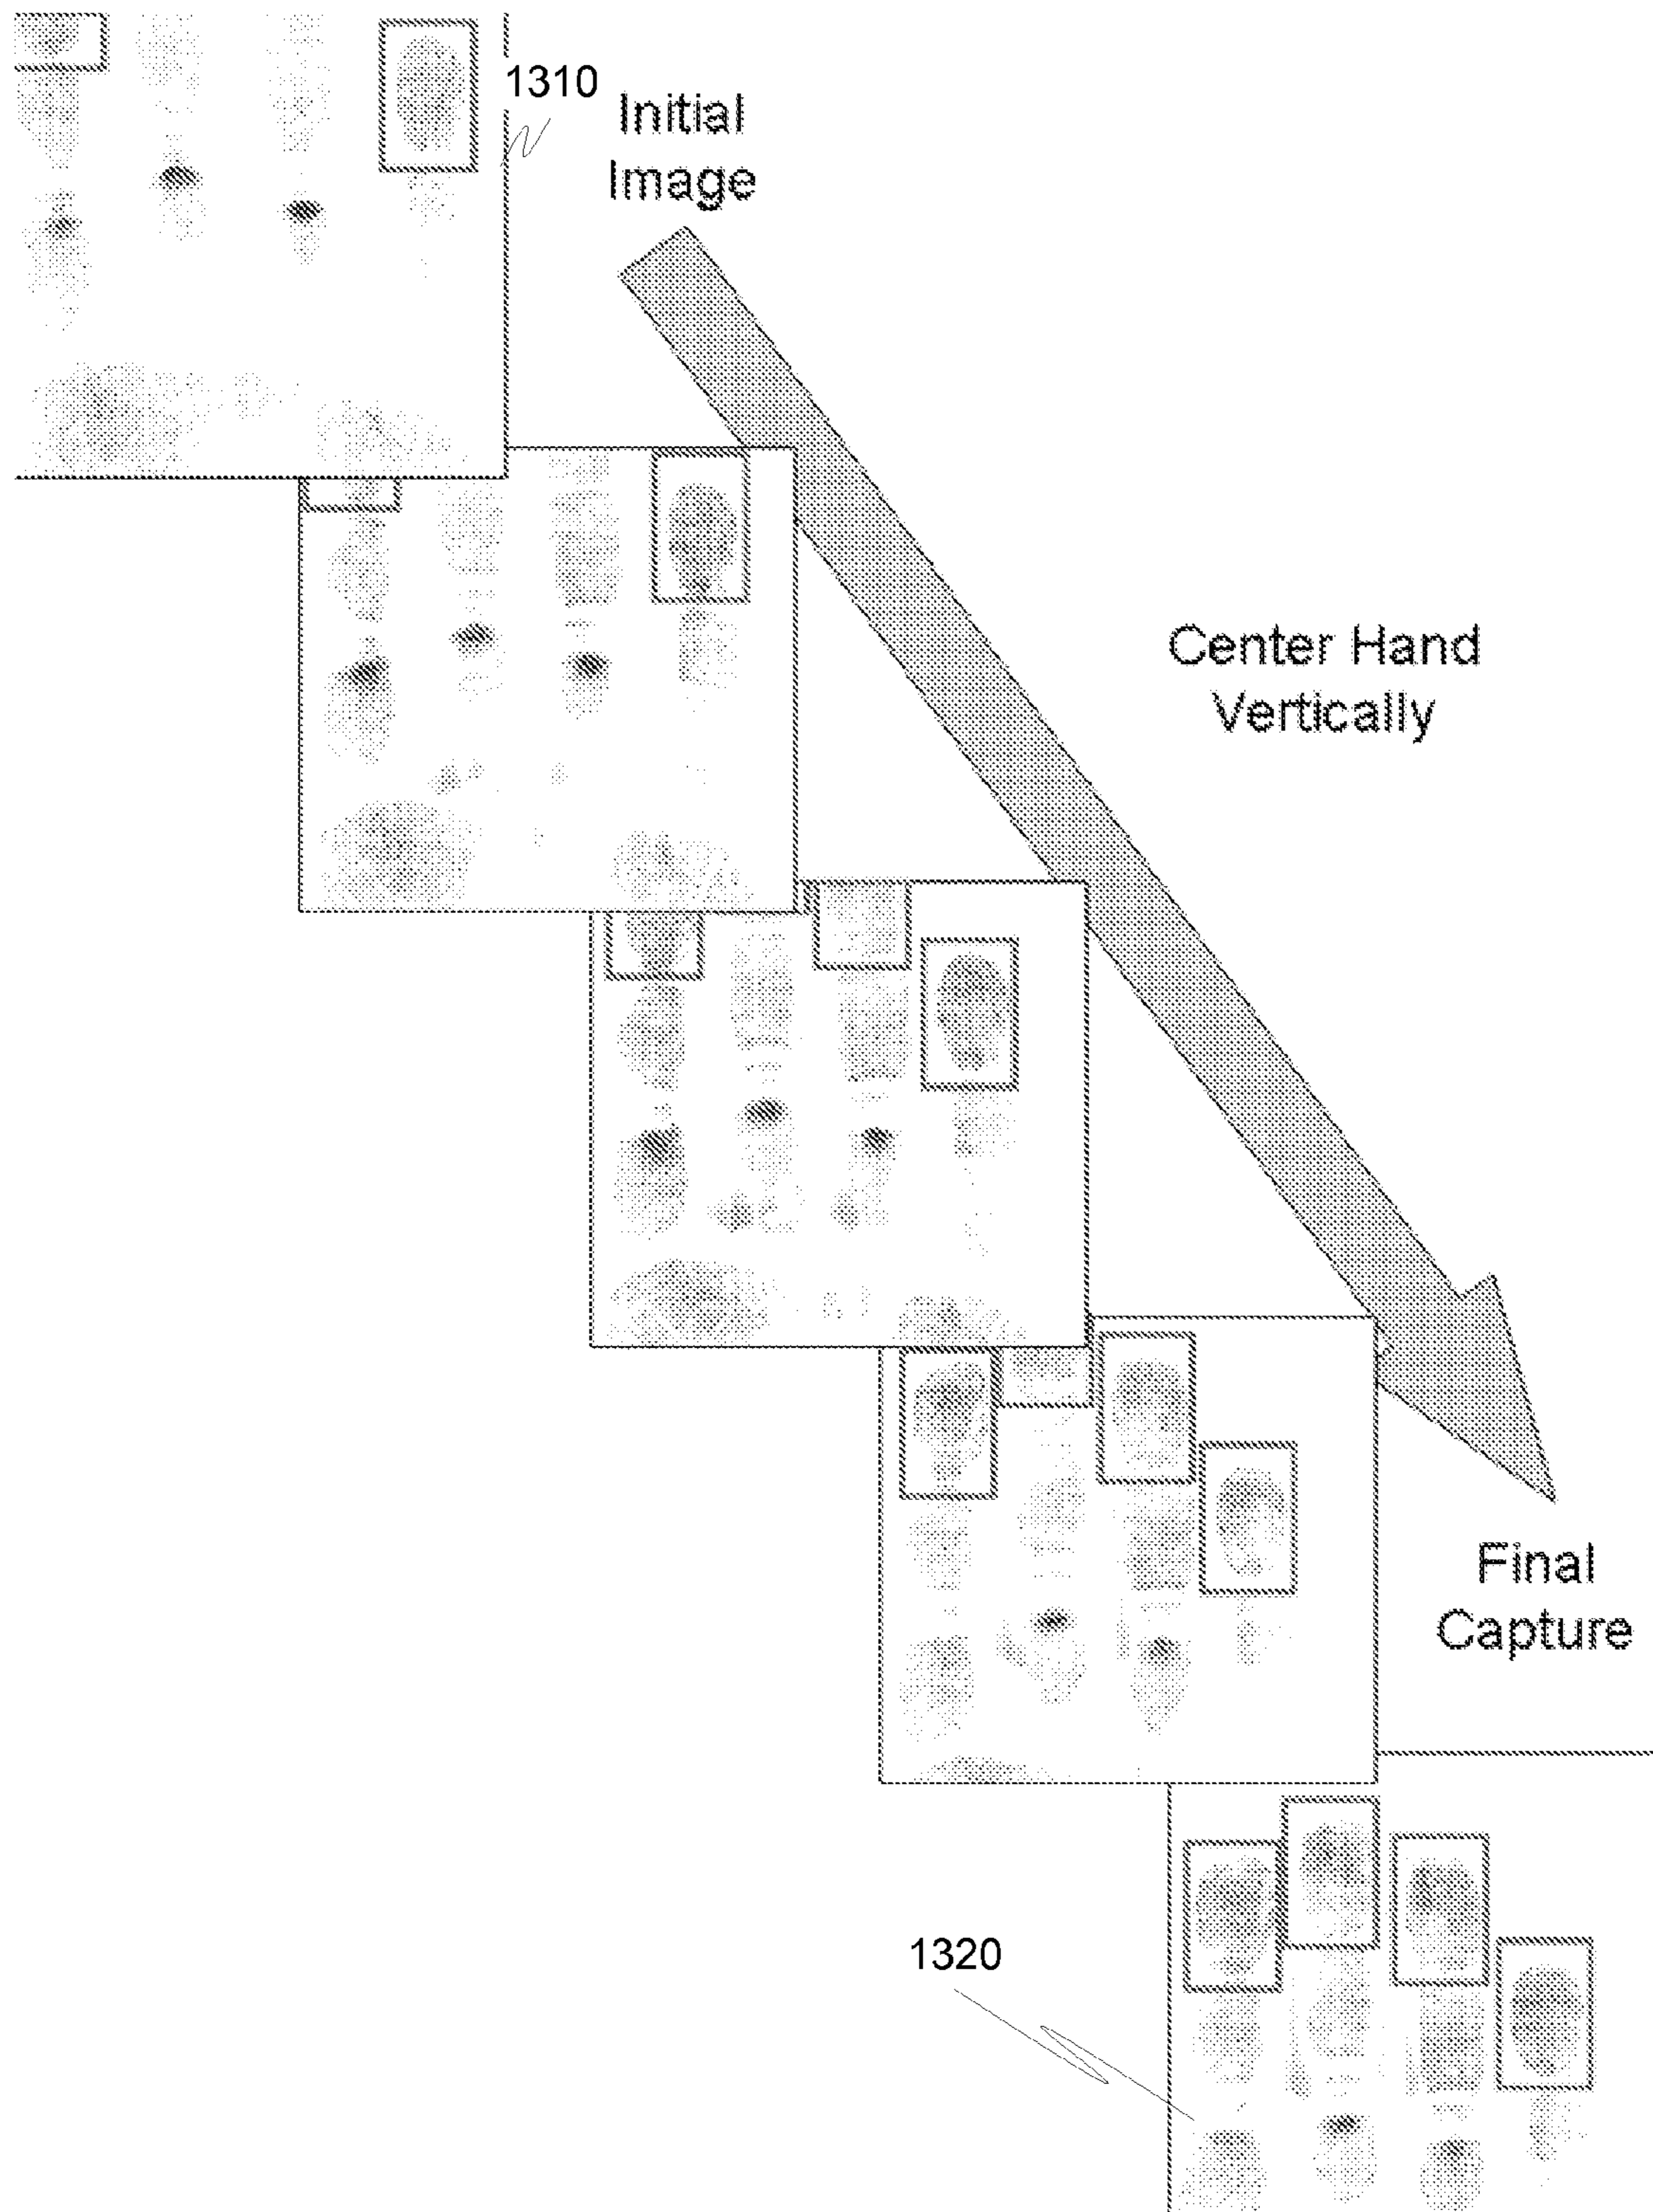 1310
Initial
Image
Center Hand
Vertically
Final
Capture
1320